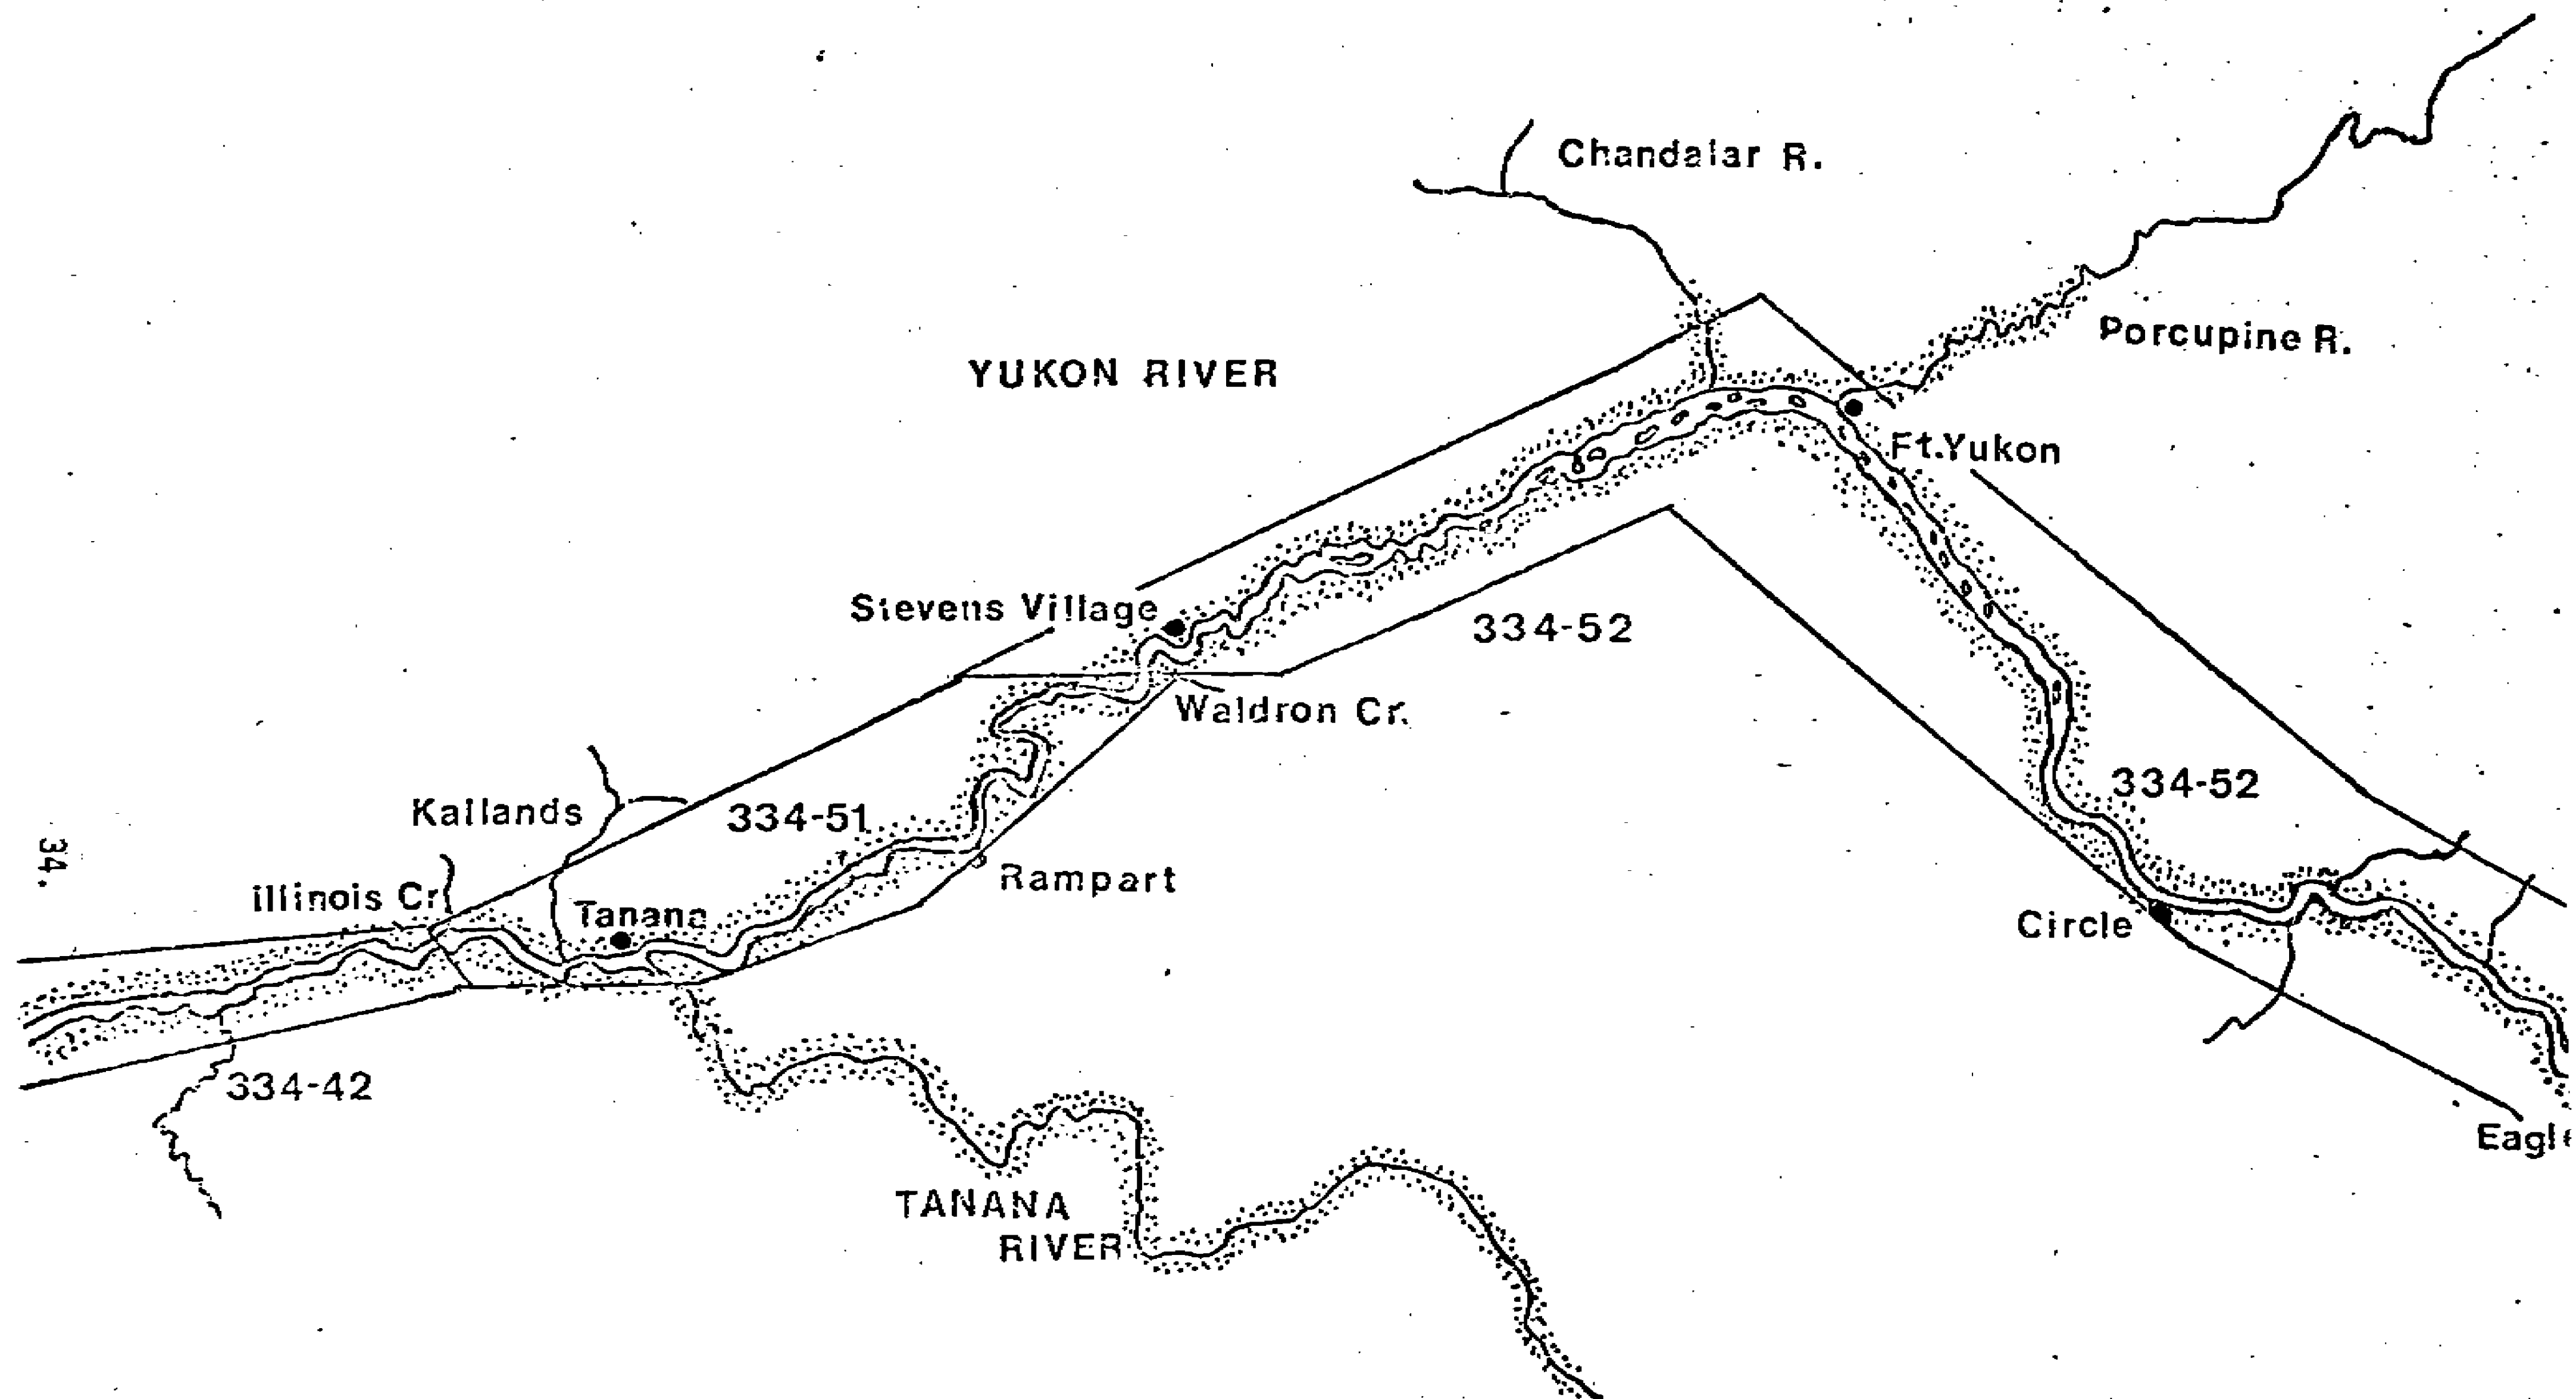 Chandalar R.
Porcupine R.
YUKON RIVER
Ft.Yukon
Stevens Village
334-52
Waldron Cr.
Kallands
334-51
334-52
34.
Rampart
Illinois Cr
Tanana
Circle
334-42
Eagle
TANANA
RIVER